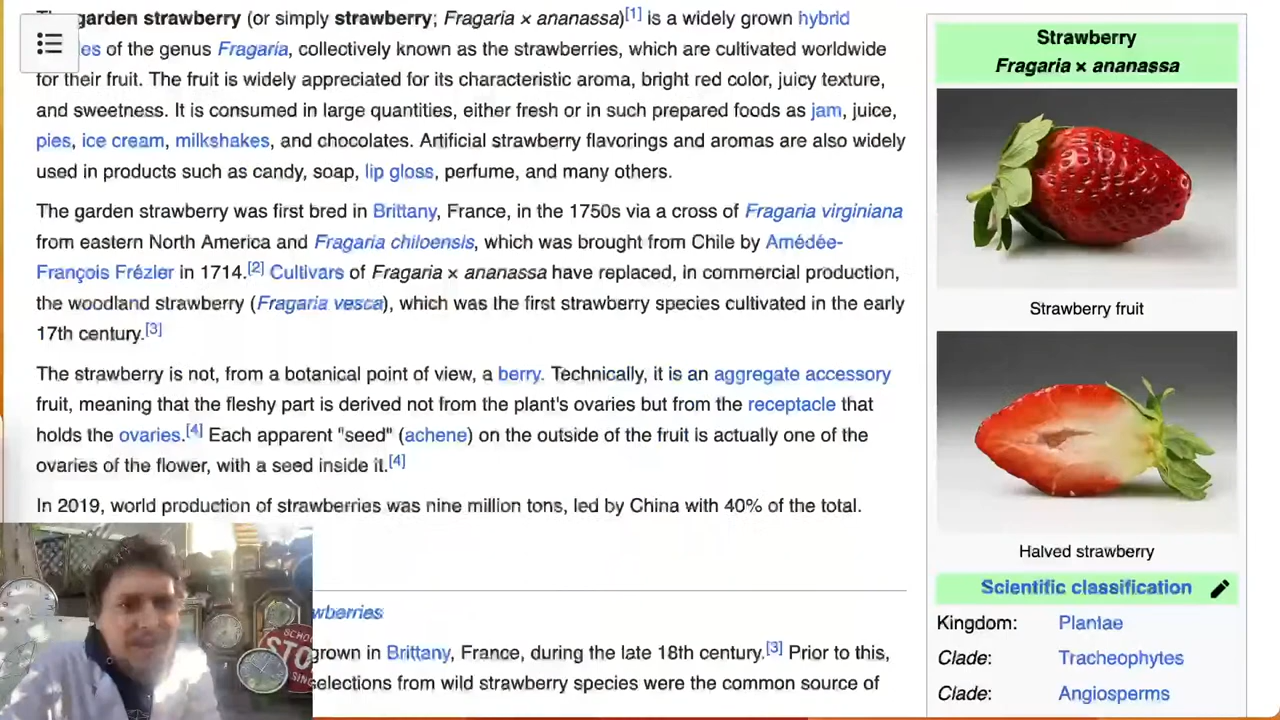 garden strawberry (or simply strawberry; Fragaria × ananassa)[1] is a widely grown hybrid
of the genus Fragaria, collectively known as the strawberries, which are cultivated worldwide
for their fruit. The fruit is widely appreciated for its characteristic aroma, bright red color, juicy texture,
and sweetness. It is consumed in large quantities, either fresh or in such prepared foods as jam, juice,
pies, ice cream, milkshakes, and chocolates. Artificial strawberry flavorings and aromas are also widely
used in products such as candy, soap, lip gloss, perfume, and many others.
The garden strawberry was first bred in Brittany, France, in the 1750s via a cross of Fragaria virginiana
from eastern North America and Fragaria chiloensis, which was brought from Chile by Amédée-
François Frézier in 1714.[2] Cultivars of Fragaria × ananassa have replaced, in commercial production,
the woodland strawberry (Fragaria vesca), which was the first strawberry species cultivated in the early
17th century.[3]
The strawberry is not, from a botanical point of view, a berry. Technically, it is an aggregate accessory
fruit, meaning that the fleshy part is derived not from the plant's ovaries but from the receptacle that
holds the ovaries.[4] Each apparent "seed" (achene) on the outside of the fruit is actually one of the
ovaries of the flower, with a seed inside it.[4]
In 2019, world production of strawberries was nine million tons, led by China with 40% of the total.
wberries
grown in Brittany, France, during the late 18th century.[3] Prior to this,
selections from wild strawberry species were the common source of
Strawberry
Fragaria × ananassa
Strawberry fruit
Halved strawberry
Scientific classification
Kingdom: Plantae
Clade: Tracheophytes
Clade: Angiosperms
STO